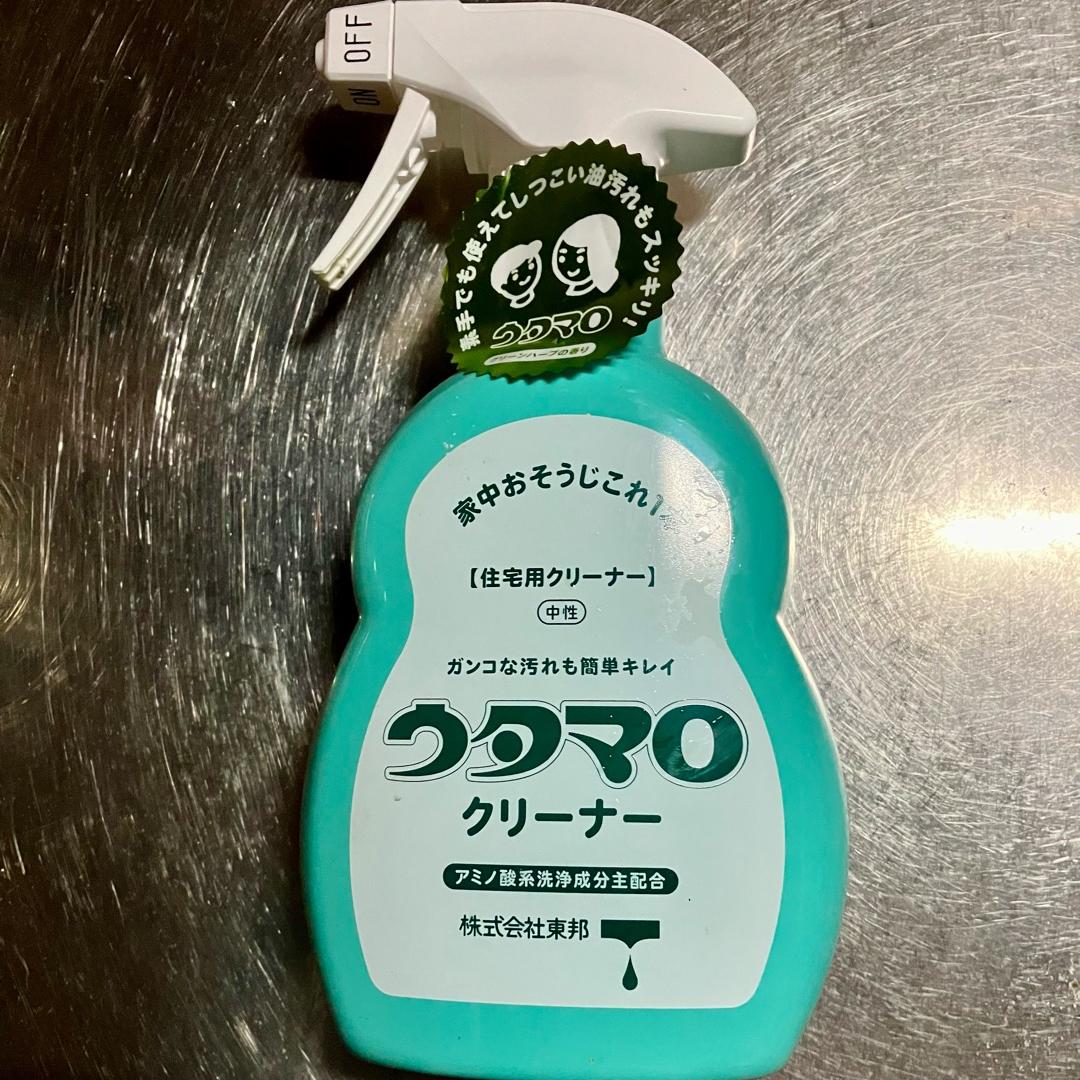 OFF
ON
素手でも使えてしつこい油汚れもスッキリ!
ウタマロ
グリーンハーブの香り
家中おそうじこれ1
【住宅用クリーナー】
中性
ガンコな汚れも簡単キレイ
ウタマロ
クリーナー
アミノ酸系洗浄成分主配合
株式会社東邦